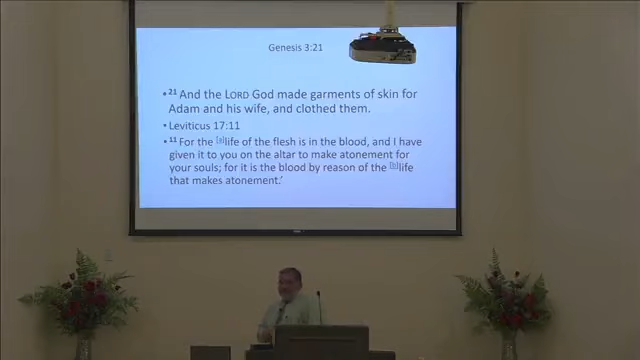 Genesis 3:21
• 21 And the LORD God made garments of skin for
Adam and his wife, and clothed them.
• Leviticus 17:11
• 11 For the [a]life of the flesh is in the blood, and I have
given it to you on the altar to make atonement for
your souls; for it is the blood by reason of the [b]life
that makes atonement.’